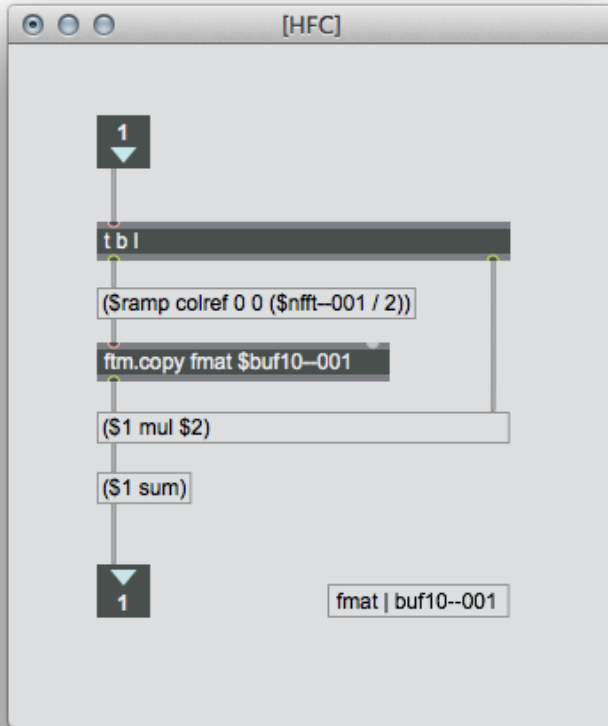 [HFC]
1
t b l
($ramp colref 0 0 ($nfft--001 / 2))
ftm.copy fmat $buf10--001
($1 mul $2)
($1 sum)
1
fmat | buf10--001